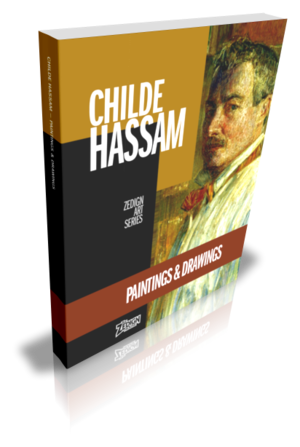 CHILDE HASSAM – PAINTINGS & DRAWINGS
CHILDE
HASSAM
ZEDIGN
ART
SERIES
PAINTINGS & DRAWINGS
ZEDIGN